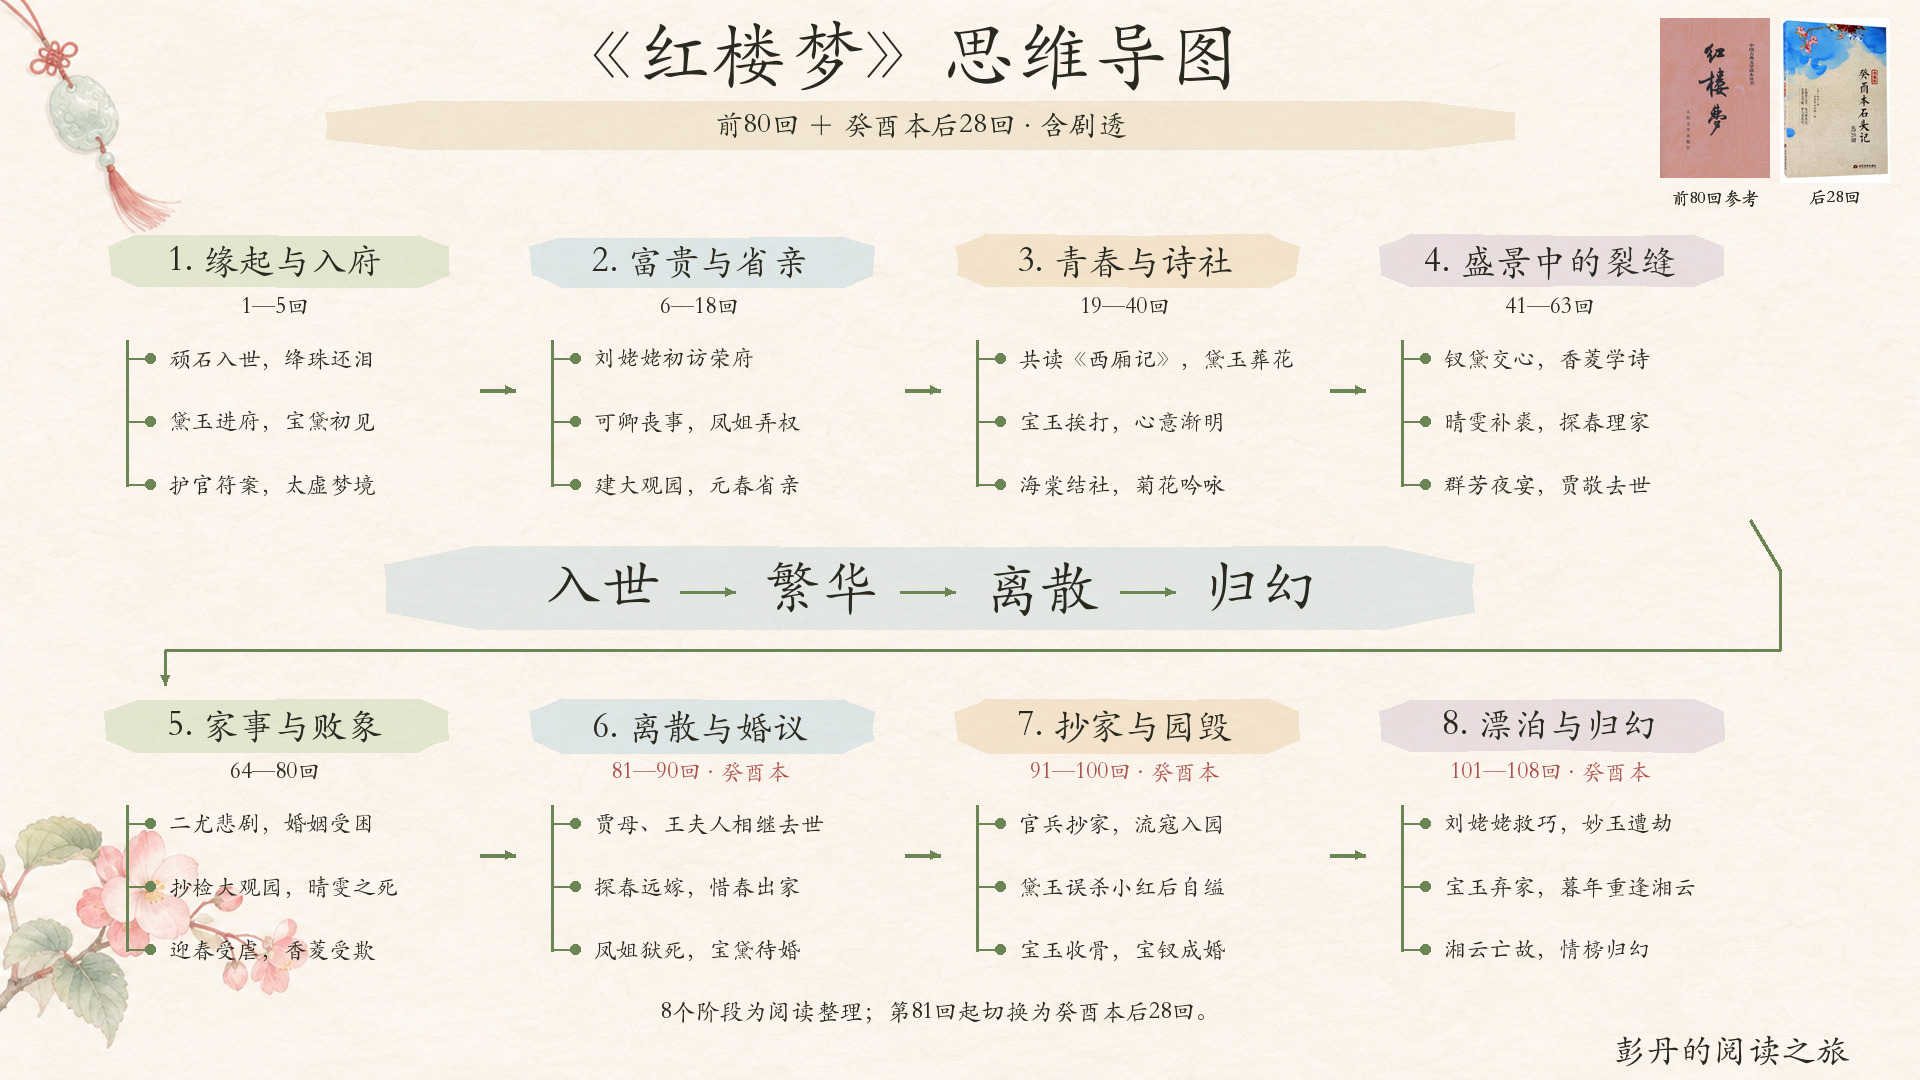 《红楼梦》思维导图
前80回 + 癸酉本后28回·含剧透
红楼梦
癸酉本石头记
前80回参考
后28回
1. 缘起与入府
1—5回
顽石入世，绛珠还泪
黛玉进府，宝黛初见
护官符案，太虚梦境
2. 富贵与省亲
6—18回
刘姥姥初访荣府
可卿丧事，凤姐弄权
建大观园，元春省亲
3. 青春与诗社
19—40回
共读《西厢记》，黛玉葬花
宝玉挨打，心意渐明
海棠结社，菊花吟咏
4. 盛景中的裂缝
41—63回
钗黛交心，香菱学诗
晴雯补裘，探春理家
群芳夜宴，贾敬去世
入世 → 繁华 → 离散 → 归幻
5. 家事与败象
64—80回
二尤悲剧，婚姻受困
抄检大观园，晴雯之死
迎春受虐，香菱受欺
6. 离散与婚议
81—90回·癸酉本
贾母、王夫人相继去世
探春远嫁，惜春出家
凤姐狱死，宝黛待婚
7. 抄家与园毁
91—100回·癸酉本
官兵抄家，流寇入园
黛玉误杀小红后自缢
宝玉收骨，宝钗成婚
8. 漂泊与归幻
101—108回·癸酉本
刘姥姥救巧，妙玉遭劫
宝玉弃家，暮年重逢湘云
湘云亡故，情榜归幻
8个阶段为阅读整理；第81回起切换为癸酉本后28回。
彭丹的阅读之旅